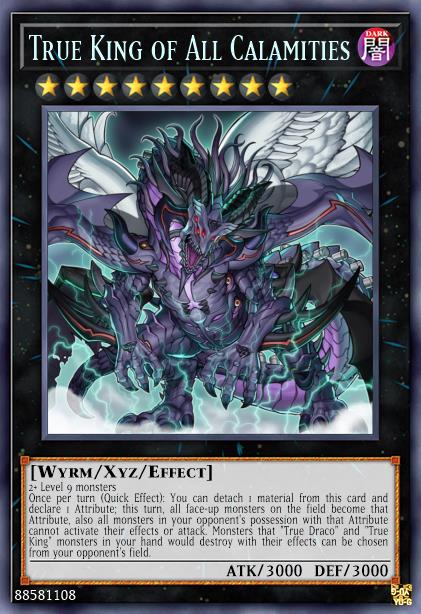 TRUE KING OF ALL CALAMITIES
DARK
闇
[WYRM/XYZ/EFFECT]
2+ Level 9 monsters
Once per turn (Quick Effect): You can detach 1 material from this card and
declare 1 Attribute; this turn, all face-up monsters on the field become that
Attribute, also all monsters in your opponent's possession with that Attribute
cannot activate their effects or attack. Monsters that "True Draco" and "True
King" monsters in your hand would destroy with their effects can be chosen
from your opponent's field.
ATK/3000 DEF/3000
88581108